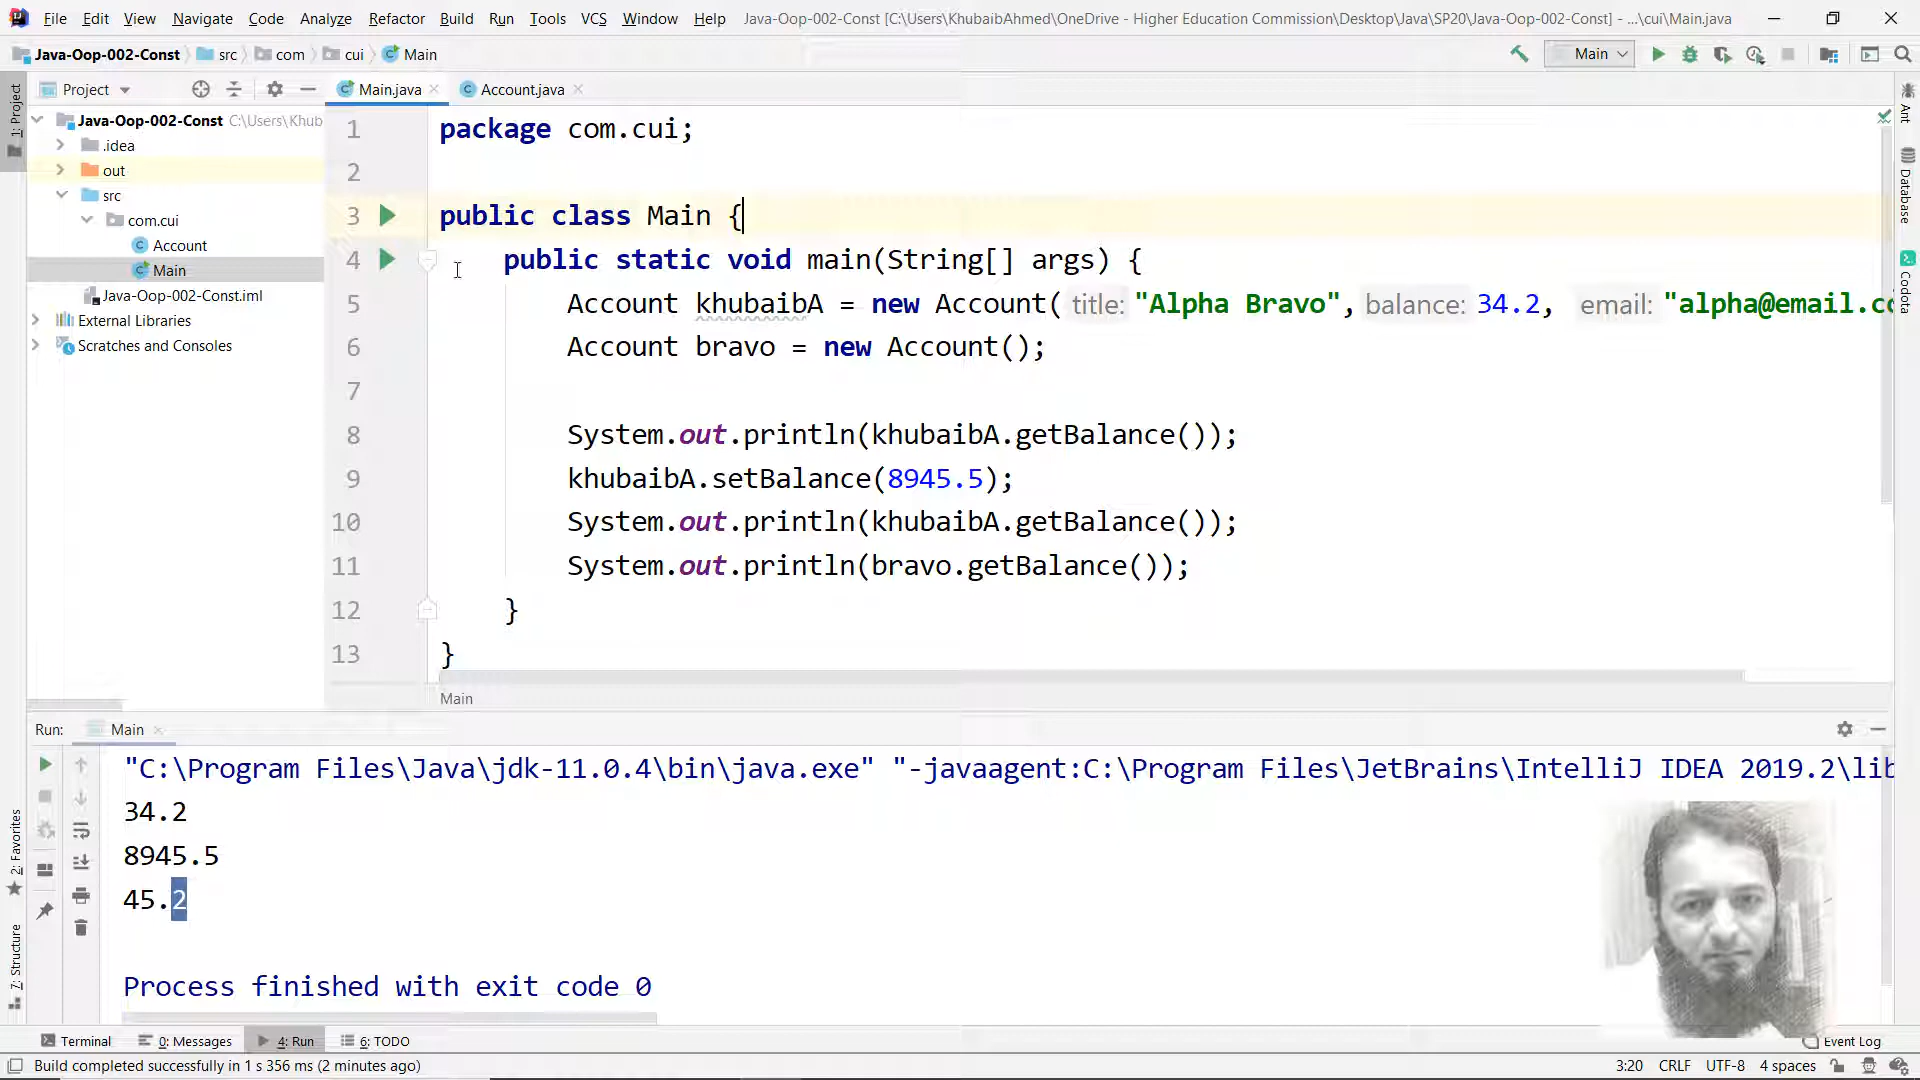 File Edit View Navigate Code Analyze Refactor Build Run Tools VCS Window Help Java-Oop-002-Const [C:\Users\KhubaibAhmed\OneDrive - Higher Education Commission\Desktop\Java\SP20\Java-Oop-002-Const] - ...\cui\Main.java
Java-Oop-002-Const src com cui Main
Main
Project
Main.java
Account.java
1: Project
Java-Oop-002-Const C:\Users\Khub
.idea
out
src
com.cui
Account
Main
Java-Oop-002-Const.iml
External Libraries
Scratches and Consoles
1 package com.cui;
2
3 public class Main {
4 public static void main(String[] args) {
5 Account khubaibA = new Account( title: "Alpha Bravo", balance: 34.2, email: "alpha@email.co
6 Account bravo = new Account();
7
8 System.out.println(khubaibA.getBalance());
9 khubaibA.setBalance(8945.5);
10 System.out.println(khubaibA.getBalance());
11 System.out.println(bravo.getBalance());
12 }
13 }
Main
Ant
Database
Codota
Run: Main
"C:\Program Files\Java\jdk-11.0.4\bin\java.exe" "-javaagent:C:\Program Files\JetBrains\IntelliJ IDEA 2019.2\lib
34.2
8945.5
45.2
Process finished with exit code 0
2: Favorites
7: Structure
Terminal 0: Messages 4: Run 6: TODO Event Log
Build completed successfully in 1 s 356 ms (2 minutes ago) 3:20 CRLF UTF-8 4 spaces